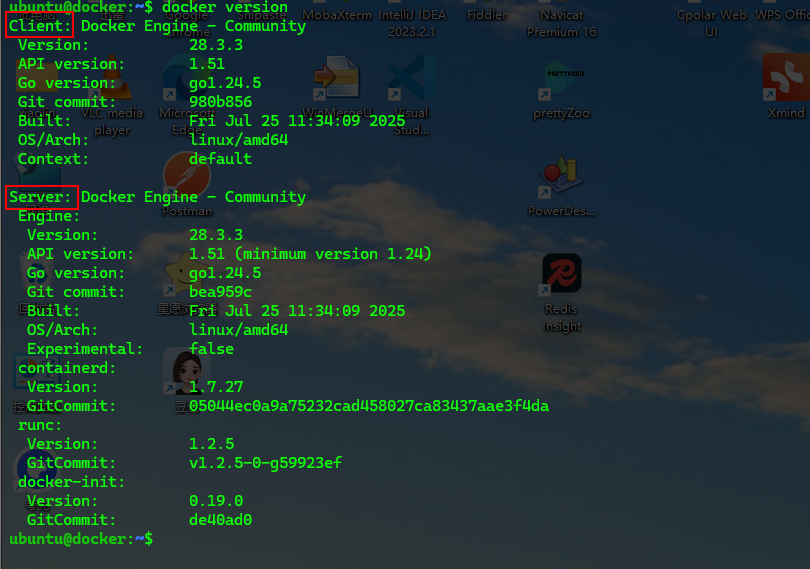 ubuntu@docker:~$ docker version
Client: Docker Engine - Community
Version: 28.3.3
API version: 1.51
Go version: go1.24.5
Git commit: 980b856
Built: Fri Jul 25 11:34:09 2025
OS/Arch: linux/amd64
Context: default
Server: Docker Engine - Community
Engine:
Version: 28.3.3
API version: 1.51 (minimum version 1.24)
Go version: go1.24.5
Git commit: bea959c
Built: Fri Jul 25 11:34:09 2025
OS/Arch: linux/amd64
Experimental: false
containerd:
Version: 1.7.27
GitCommit: 05044ec0a9a75232cad458027ca83437aae3f4da
runc:
Version: 1.2.5
GitCommit: v1.2.5-0-g59923ef
docker-init:
Version: 0.19.0
GitCommit: de40ad0
ubuntu@docker:~$
Google Chrome
Snipaste
MobaXterm
IntelliJ IDEA 2023.2.1
Fiddler
Navicat Premium 16
Cpolar Web UI
WPS
VLC media player
Microsoft Edge
WinMergeU
Visual Stud...
PRETTYZOO
prettyZoo
Xmind
Postman
PowerDes...
Redis Insight